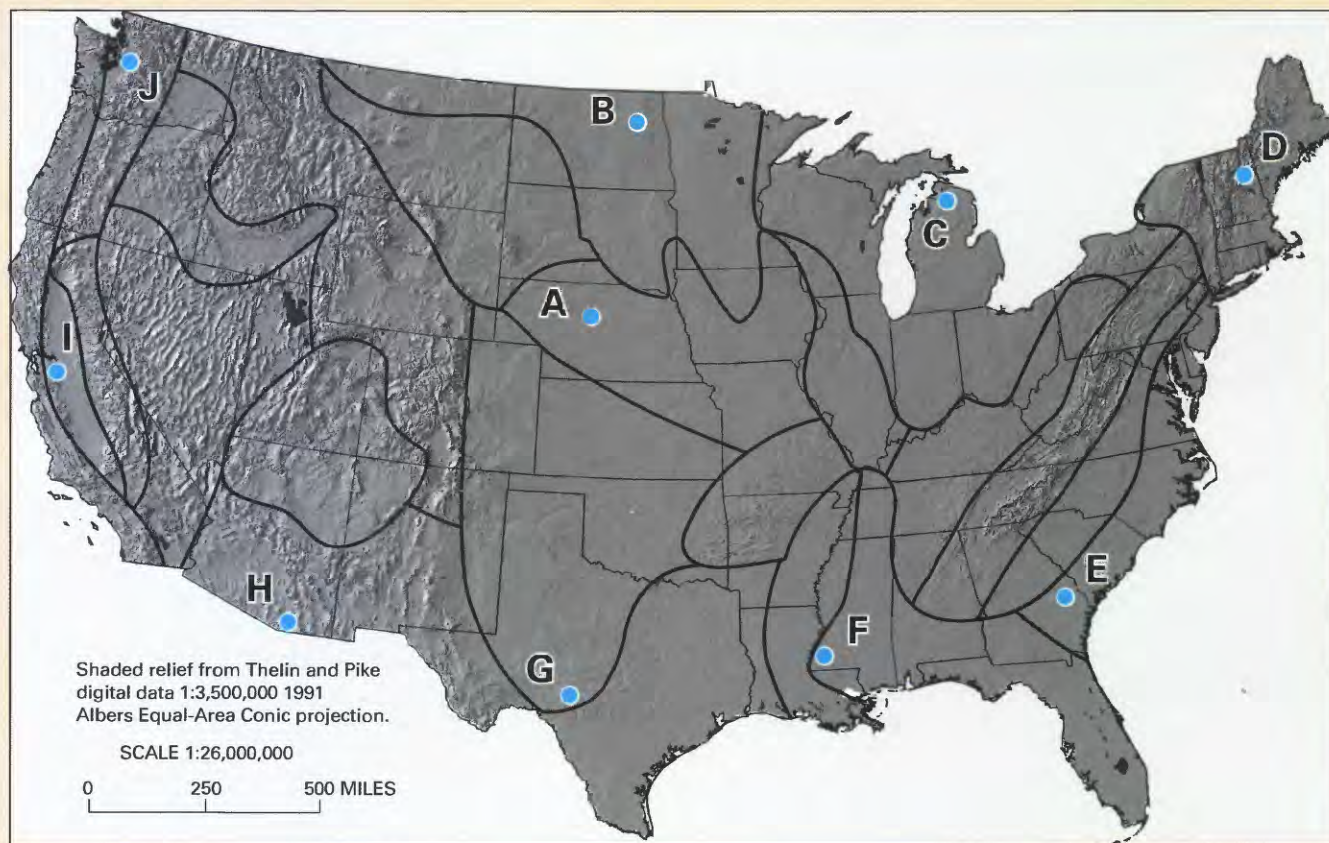 J
B
D
C
A
I
E
H
F
G
Shaded relief from Thelin and Pike
digital data 1:3,500,000 1991
Albers Equal-Area Conic projection.
SCALE 1:26,000,000
0 250 500 MILES